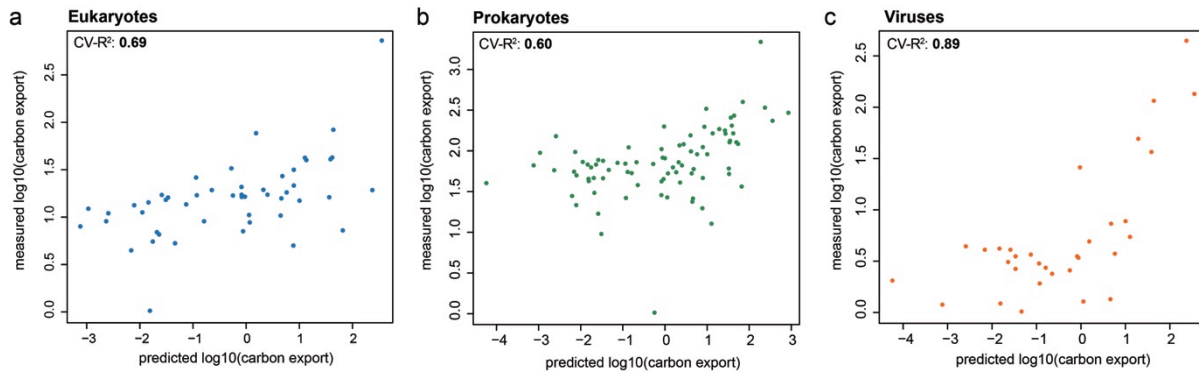 a Eukaryotes
CV-R²: 0.69
measured log10(carbon export)
2.5
2.0
1.5
1.0
0.5
0.0
−3 −2 −1 0 1 2
predicted log10(carbon export)
b Prokaryotes
CV-R²: 0.60
measured log10(carbon export)
3.0
2.5
2.0
1.5
1.0
0.5
0.0
−4 −3 −2 −1 0 1 2 3
predicted log10(carbon export)
c Viruses
CV-R²: 0.89
measured log10(carbon export)
2.5
2.0
1.5
1.0
0.5
0.0
−4 −3 −2 −1 0 1 2
predicted log10(carbon export)